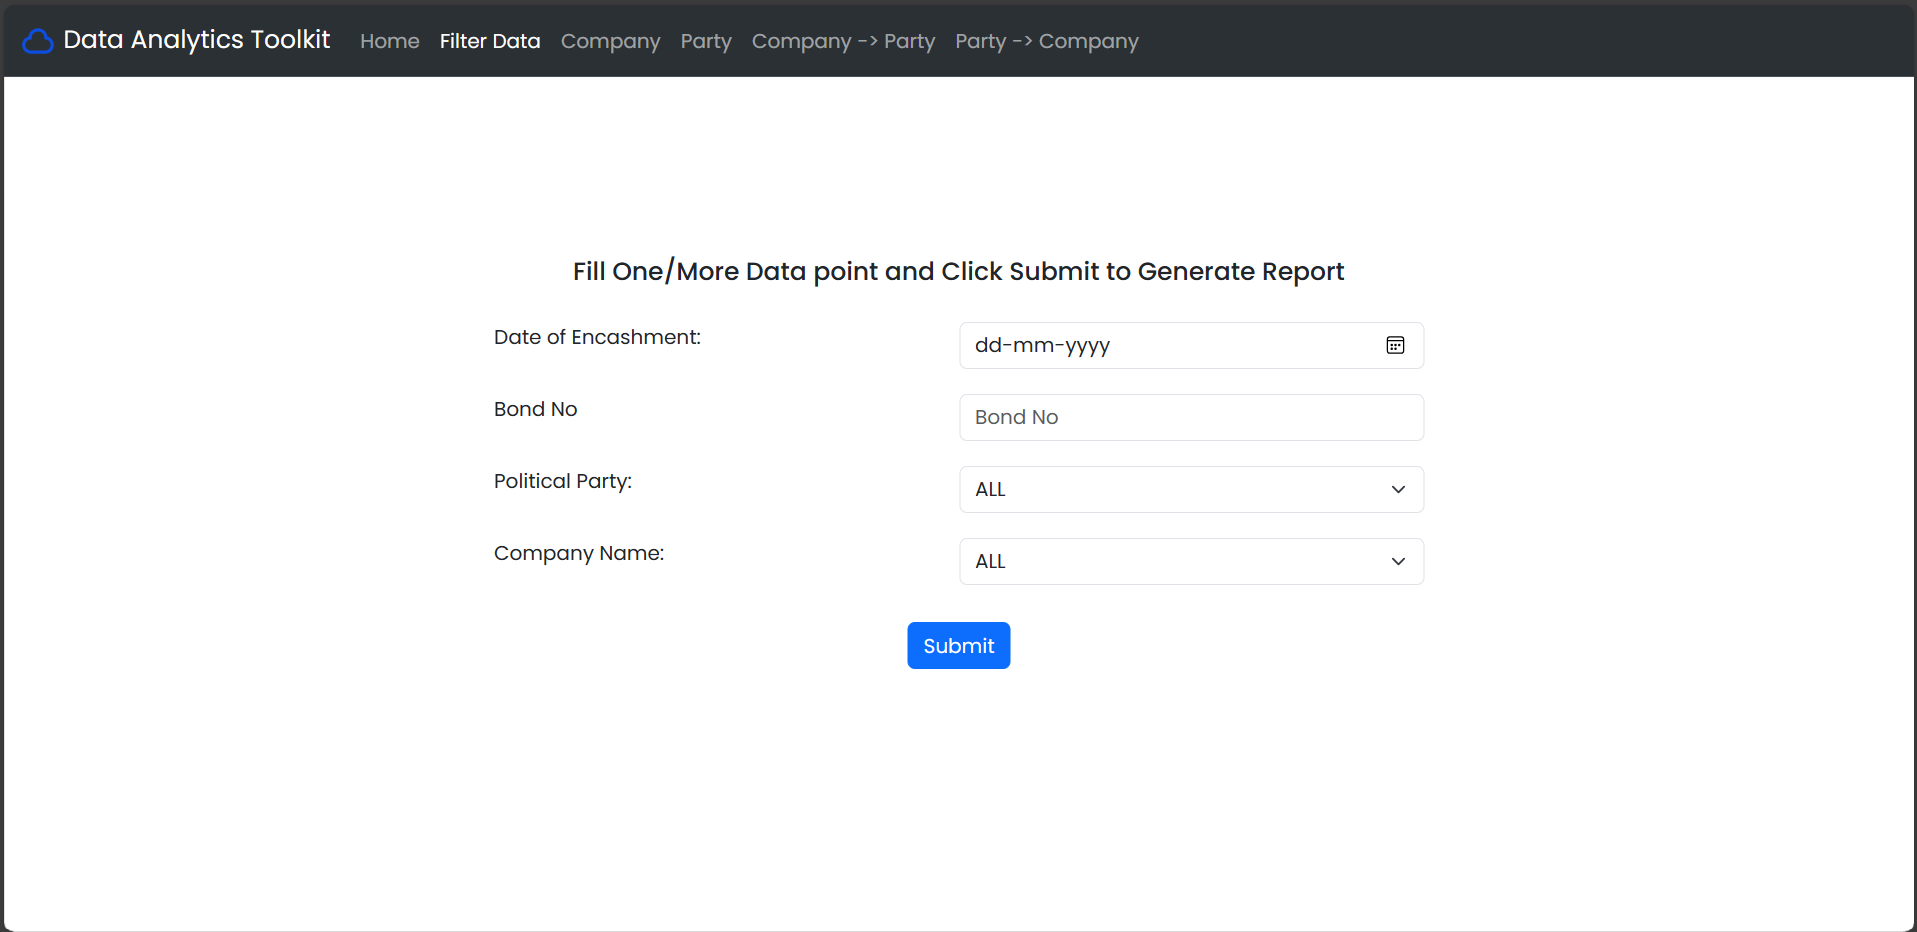 Data Analytics Toolkit Home Filter Data Company Party Company -> Party Party -> Company
Fill One/More Data point and Click Submit to Generate Report
Date of Encashment: dd-mm-yyyy
Bond No Bond No
Political Party: ALL
Company Name: ALL
Submit